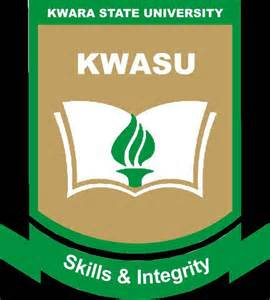 KWARA STATE UNIVERSITY
KWASU
Skills & Integrity